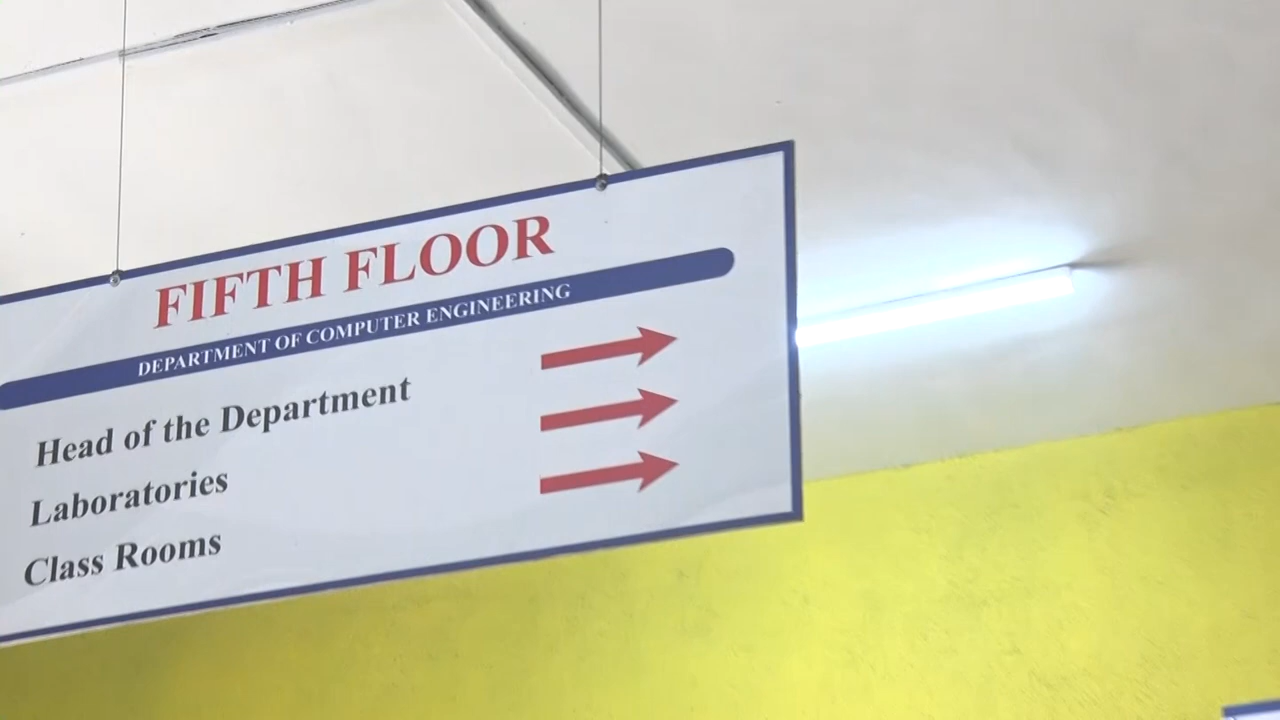 FIFTH FLOOR
DEPARTMENT OF COMPUTER ENGINEERING
Head of the Department
Laboratories
Class Rooms